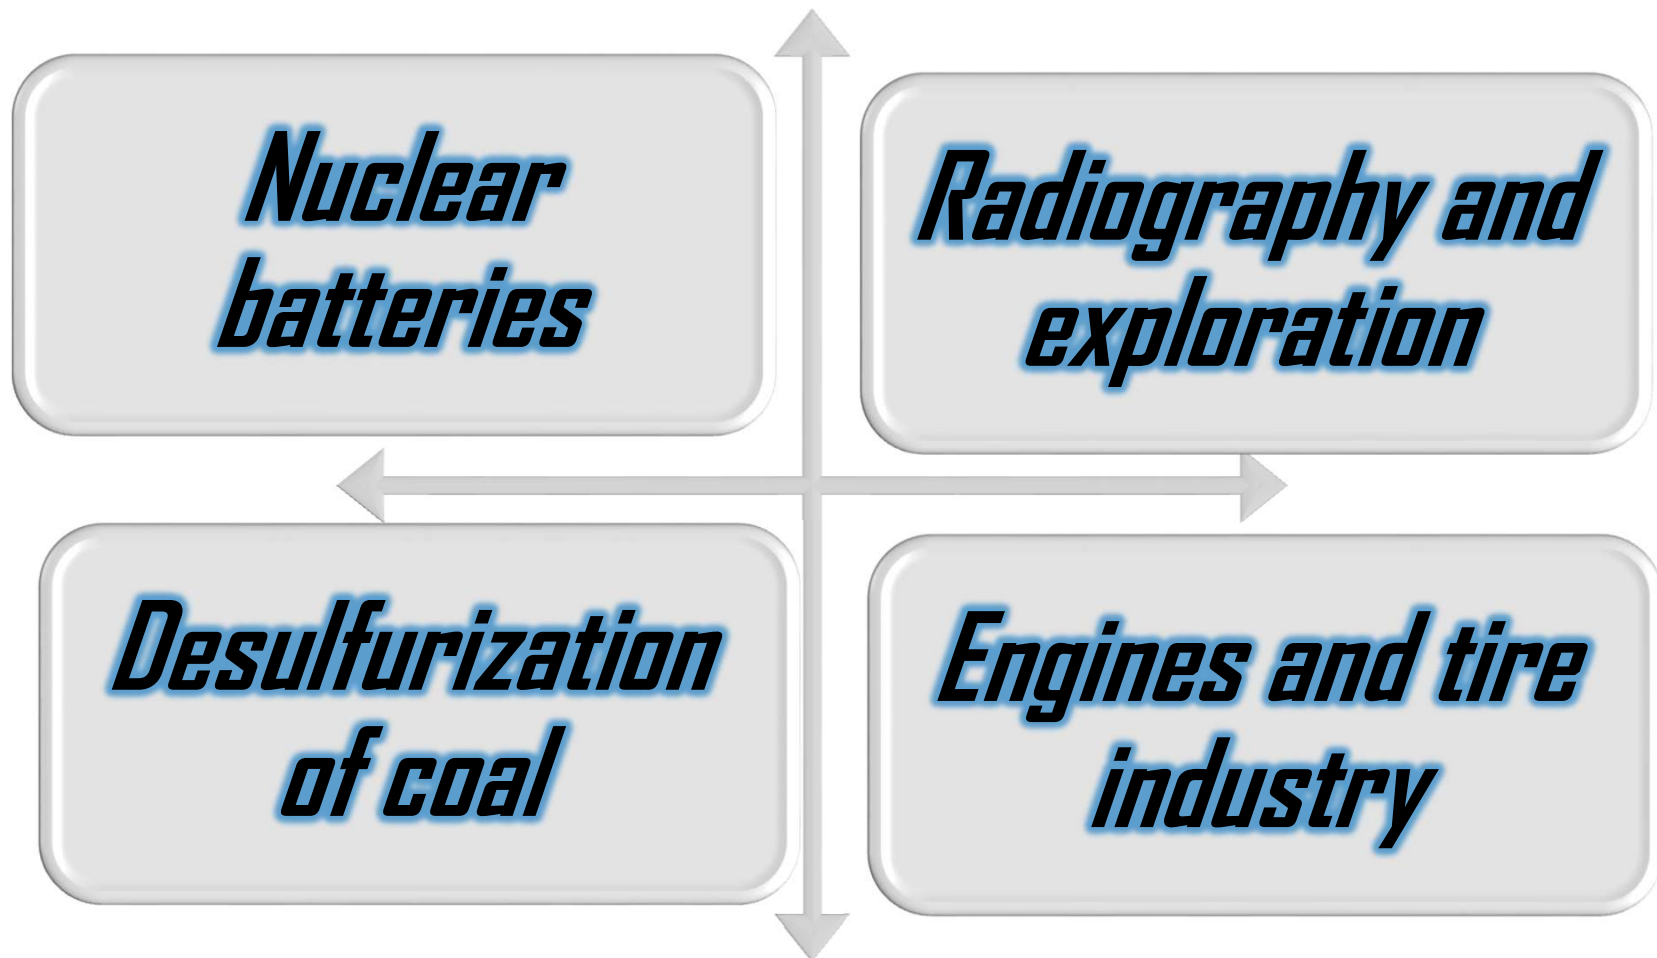 Nuclear
batteries
Radiography and
exploration
Desulfurization
of coal
Engines and tire
industry